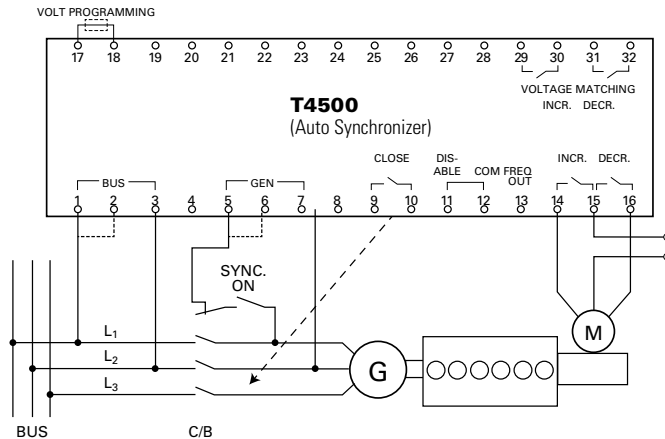 VOLT PROGRAMMING
17 18 19 20 21 22 23 24 25 26 27 28 29 30 31 32
VOLTAGE MATCHING
INCR. DECR.
T4500
(Auto Synchronizer)
CLOSE DIS- INCR. DECR.
BUS GEN ABLE COM FREQ
OUT
1 2 3 4 5 6 7 8 9 10 11 12 13 14 15 16
SYNC.
ON
M
L1
L2
G
L3
BUS C/B